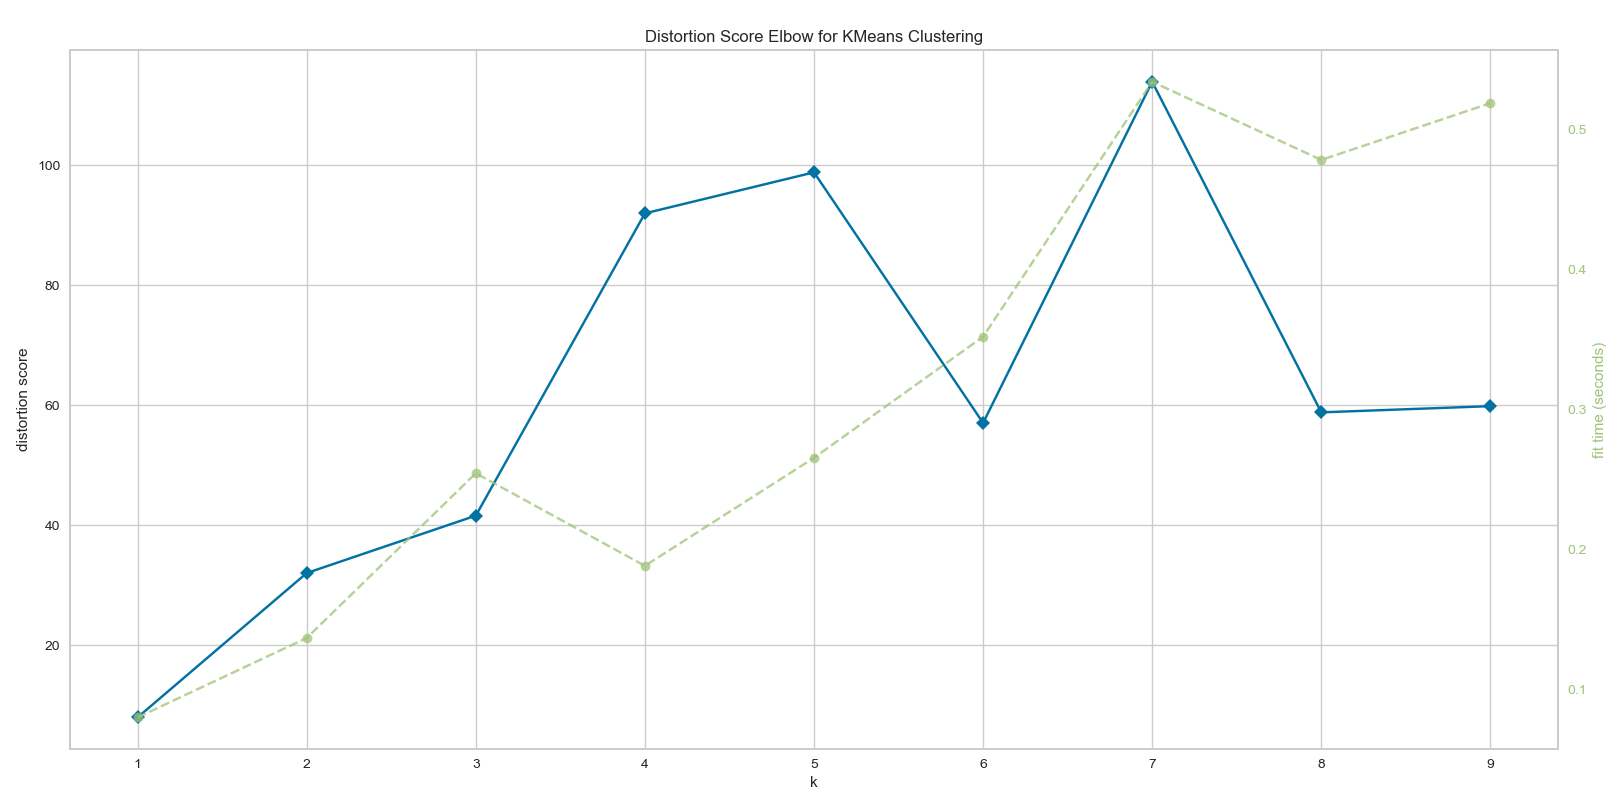 Distortion Score Elbow for KMeans Clustering
distortion score
100
80
60
40
20
0.5
0.4
0.3
0.2
0.1
fit time (seconds)
1 2 3 4 5 6 7 8 9
k